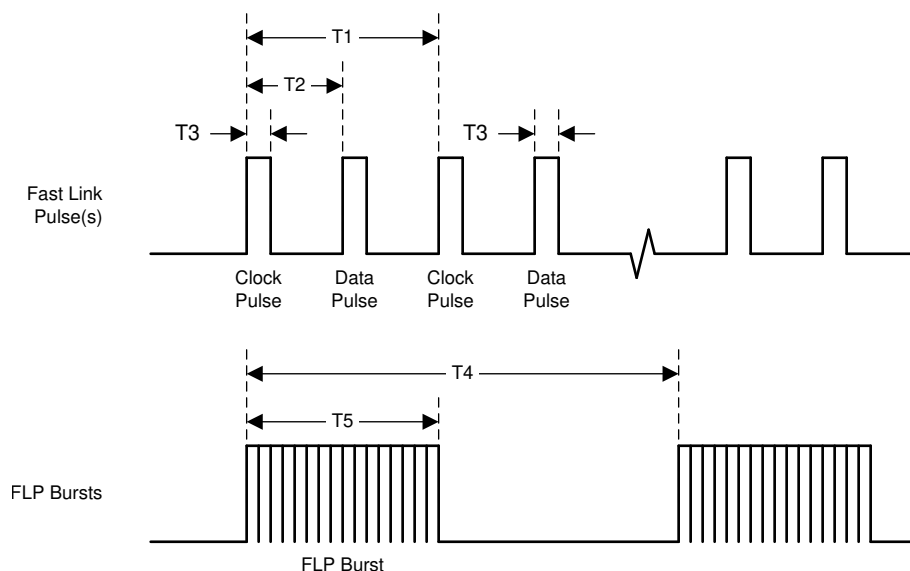 T1
T2
T3
T3
Fast Link
Pulse(s)
Clock
Pulse
Data
Pulse
Clock
Pulse
Data
Pulse
T4
T5
FLP Bursts
FLP Burst